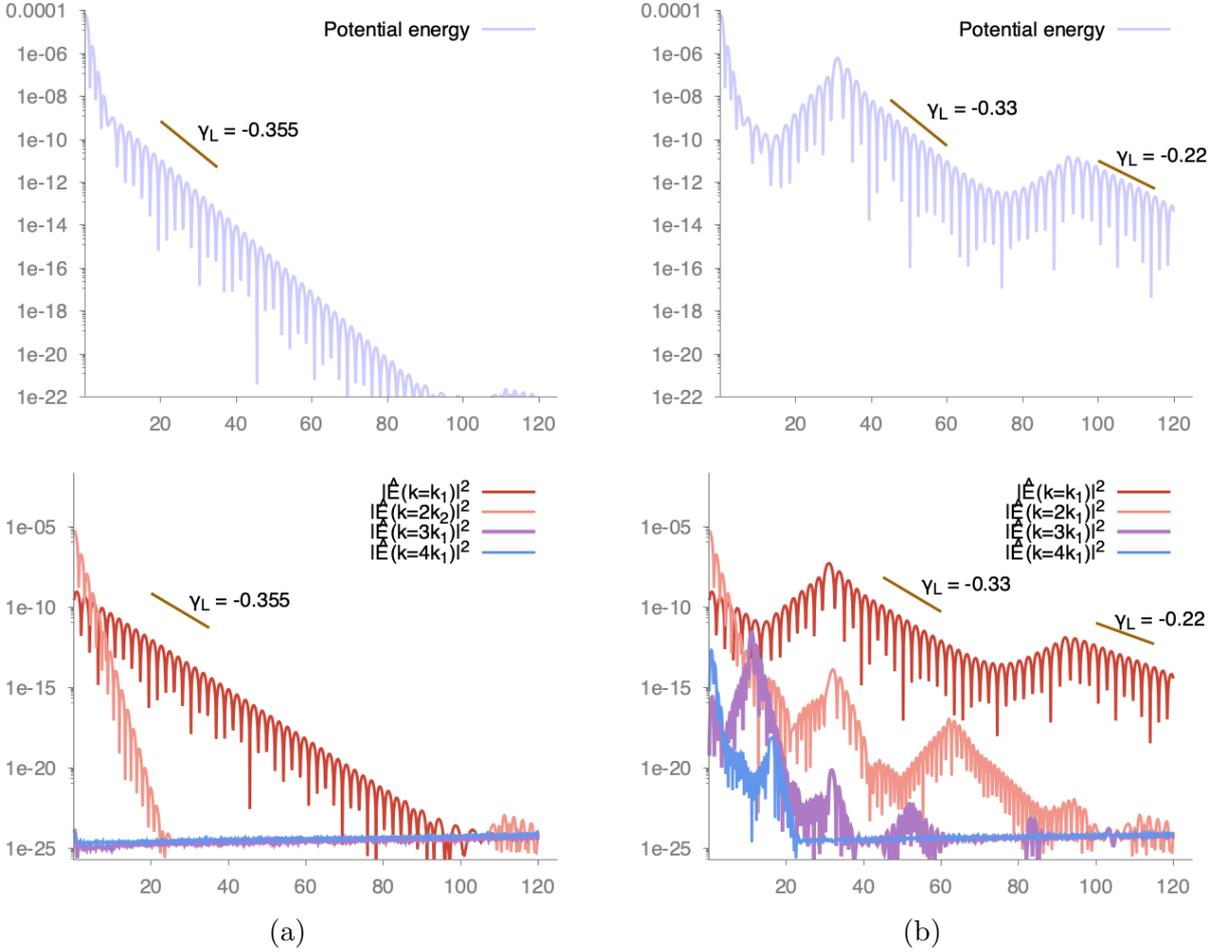 Potential energy
0.0001
1e-06
1e-08
1e-10
1e-12
1e-14
1e-16
1e-18
1e-20
1e-22
γL = -0.355
20 40 60 80 100 120
Potential energy
0.0001
1e-06
1e-08
1e-10
1e-12
1e-14
1e-16
1e-18
1e-20
1e-22
γL = -0.33
γL = -0.22
20 40 60 80 100 120
|Ê(k=k1)|²
|Ê(k=2k2)|²
|Ê(k=3k1)|²
|Ê(k=4k1)|²
1e-05
1e-10
1e-15
1e-20
1e-25
γL = -0.355
20 40 60 80 100 120
(a)
|Ê(k=k1)|²
|Ê(k=2k1)|²
|Ê(k=3k1)|²
|Ê(k=4k1)|²
1e-05
1e-10
1e-15
1e-20
1e-25
γL = -0.33
γL = -0.22
20 40 60 80 100 120
(b)